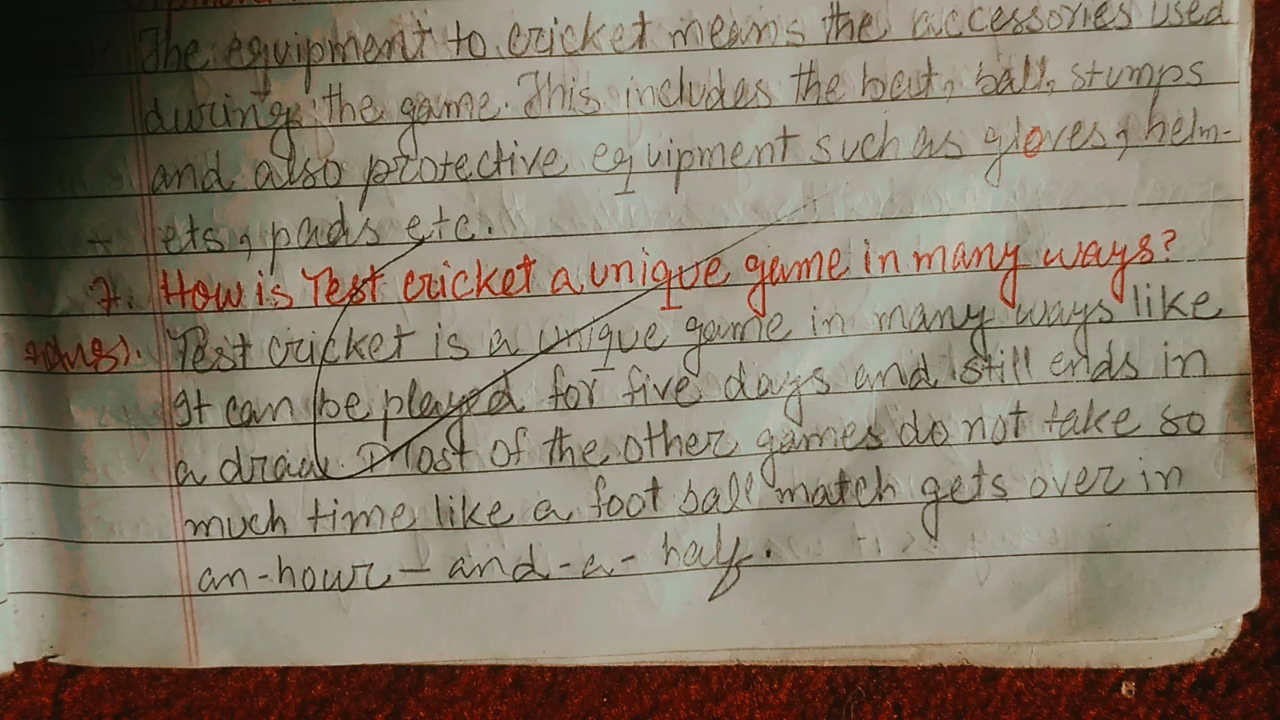 The equipment to cricket means the accessories used
during the game. This includes the bat, ball, stumps
and also protective equipment such as gloves, helm-
ets, pads etc.
7. How is Test cricket a unique game in many ways?
Test cricket is a unique game in many ways like
It can be played for five days and still ends in
a draw. Most of the other games do not take so
much time like a foot ball match gets over in
an-hour-and-a-half.